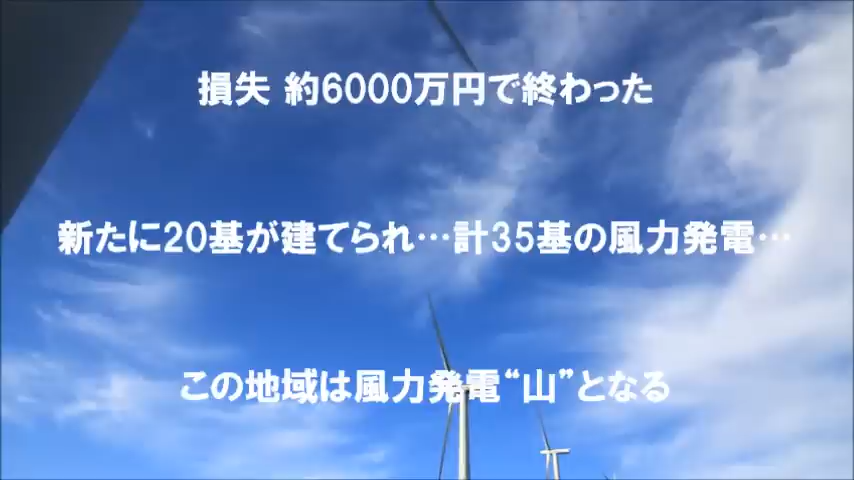 損失 約6000万円で終わった
新たに20基が建てられ…計35基の風力発電…
この地域は風力発電“山”となる